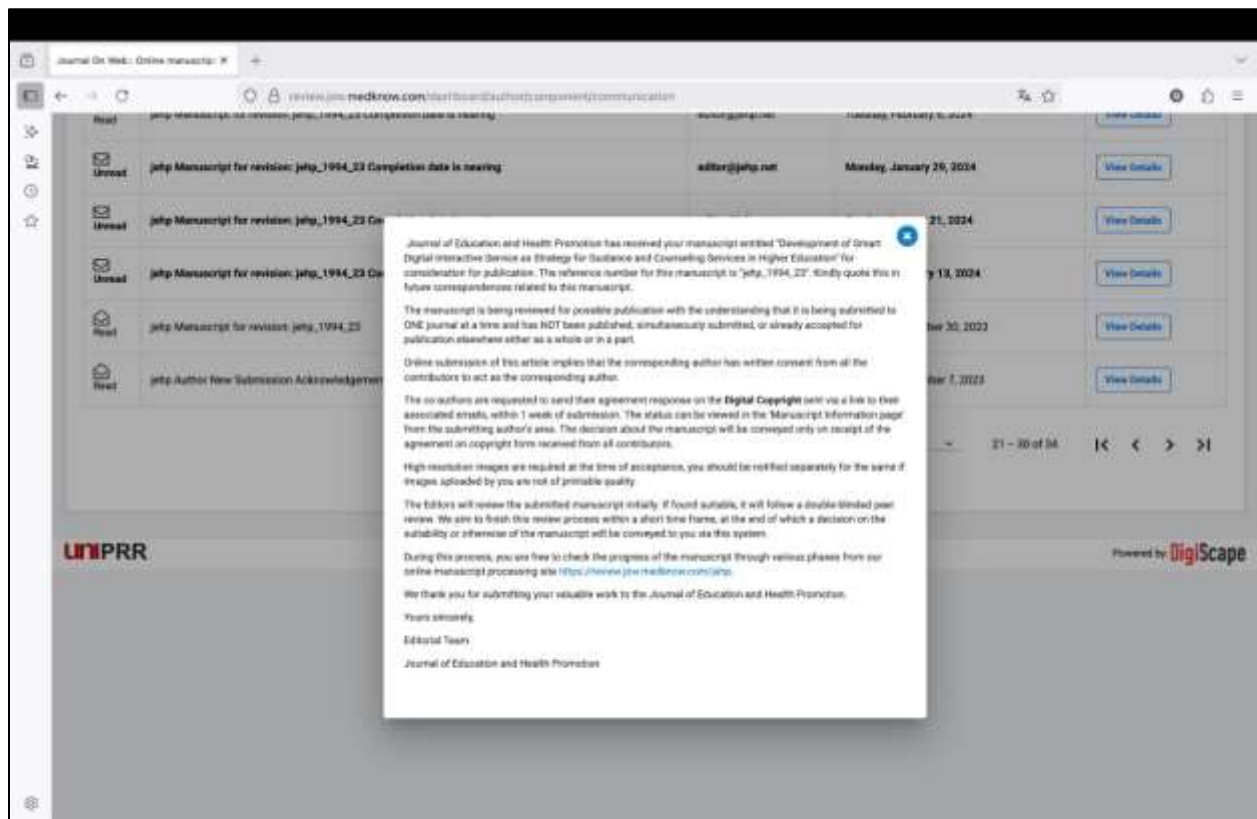 Journal On Web:: Online manuscrip
review.jow.medknow.com/dashboard/author/component/communication
Read jehp Manuscript for revision: jehp_1994_23 Completion date is nearing editor@jehp.net Tuesday, February 6, 2024 View Details
Unread jehp Manuscript for revision: jehp_1994_23 Completion date is nearing editor@jehp.net Monday, January 29, 2024 View Details
Unread jehp Manuscript for revision: jehp_1994_23 21, 2024 View Details
Unread jehp Manuscript for revision: jehp_1994_23 13, 2024 View Details
Read jehp Manuscript for revision: jehp_1994_23 30, 2023 View Details
Read jehp Author New Submission Acknowledgement 7, 2023 View Details
Journal of Education and Health Promotion has received your manuscript entitled "Development of Smart
Digital Interactive Service as Strategy for Guidance and Counseling Services in Higher Education" for
consideration for publication. The reference number for this manuscript is "jehp_1994_23". Kindly quote this in
future correspondences related to this manuscript.
The manuscript is being reviewed for possible publication with the understanding that it is being submitted to
ONE journal at a time and has NOT been published, simultaneously submitted, or already accepted for
publication elsewhere either as a whole or in a part.
Online submission of this article implies that the corresponding author has written consent from all the
contributors to act as the corresponding author.
The co-authors are requested to send their agreement response on the Digital Copyright sent via a link to their
associated emails, within 1 week of submission. The status can be viewed in the 'Manuscript Information page'
from the submitting author's area. The decision about the manuscript will be conveyed only on receipt of the
agreement on copyright form received from all contributors.
High resolution images are required at the time of acceptance, you should be notified separately for the same if
images uploaded by you are not of printable quality.
The Editors will review the submitted manuscript initially. If found suitable, it will follow a double-blinded peer
review. We aim to finish this review process within a short time frame, at the end of which a decision on the
suitability or otherwise of the manuscript will be conveyed to you via this system.
During this process, you are free to check the progress of the manuscript through various phases from our
online manuscript processing site https://review.jow.medknow.com/jehp.
We thank you for submitting your valuable work to the Journal of Education and Health Promotion.
Yours sincerely,
Editorial Team
Journal of Education and Health Promotion
21 – 30 of 34
UNIPRR
Powered by DigiScape